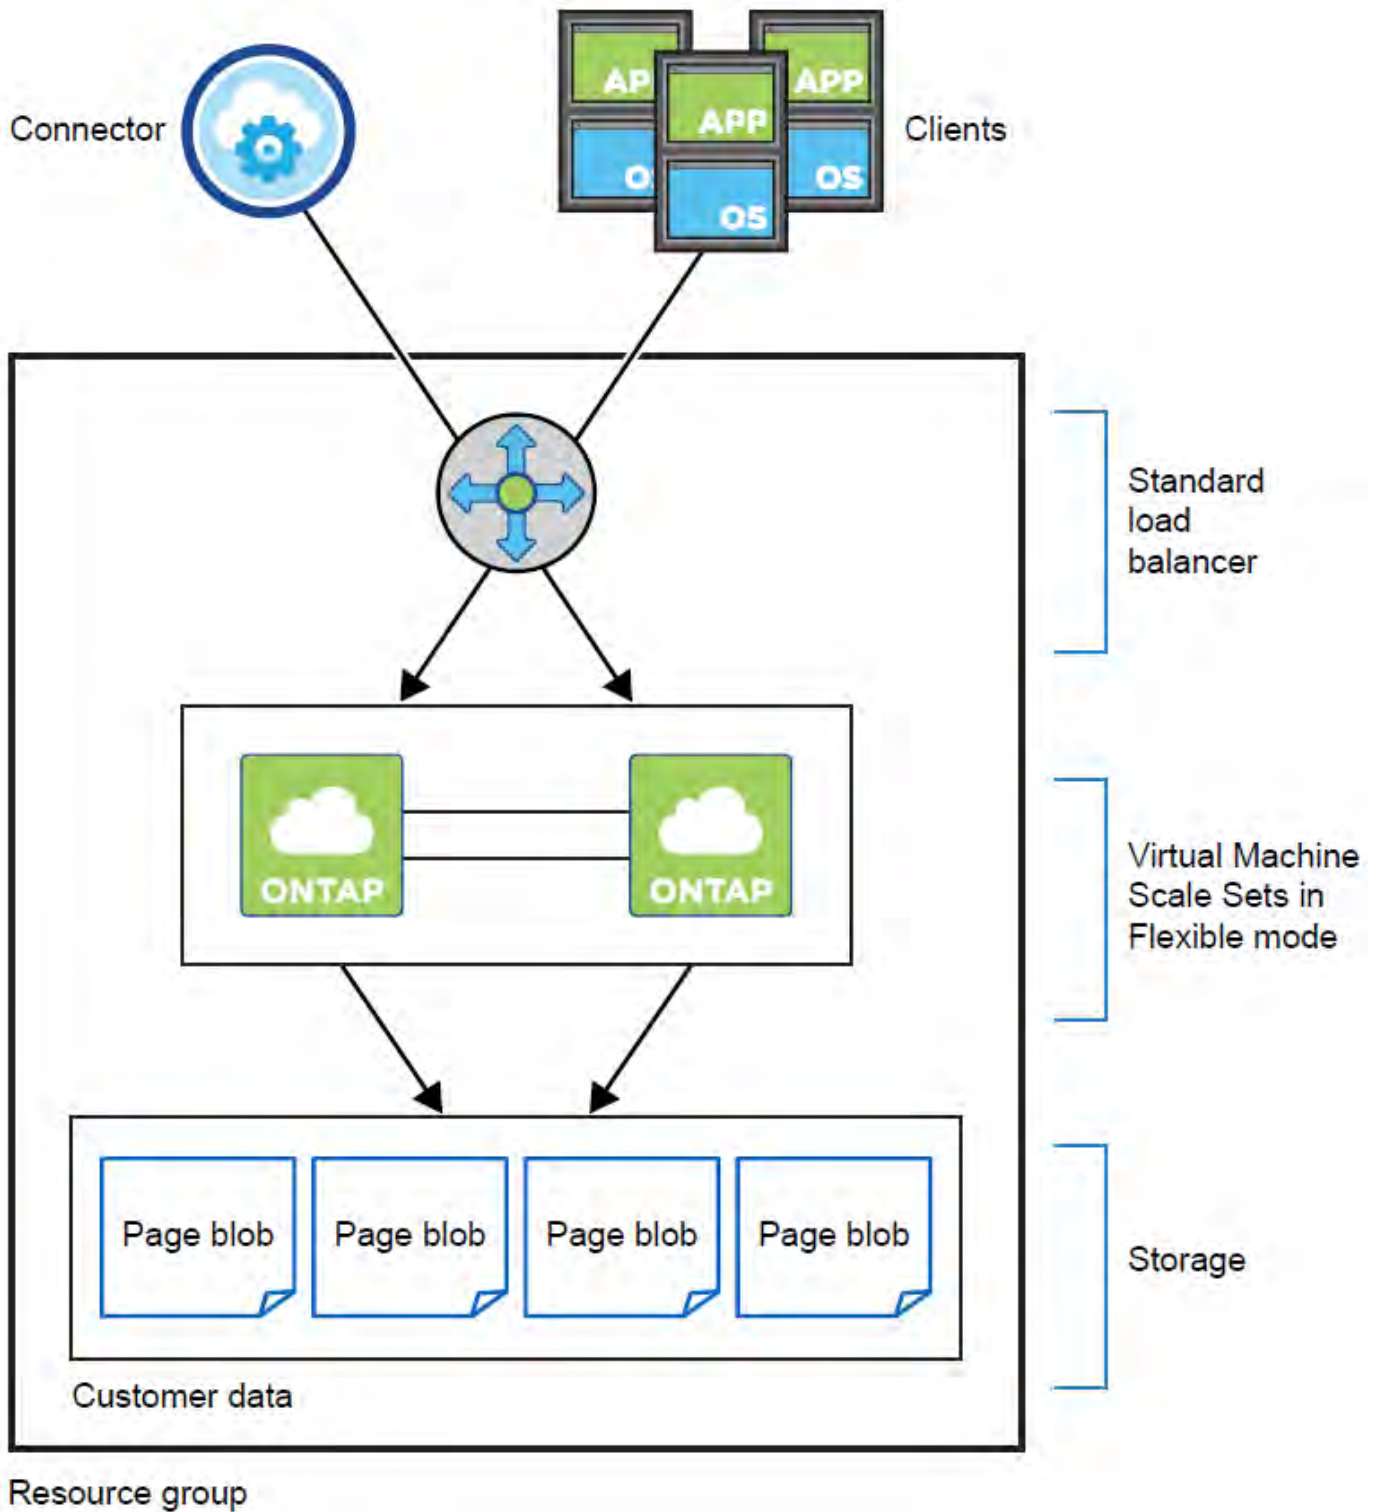 Connector
AP
APP
APP
O
OS
OS
Clients
Standard
load
balancer
ONTAP
ONTAP
Virtual Machine
Scale Sets in
Flexible mode
Page blob
Page blob
Page blob
Page blob
Storage
Customer data
Resource group